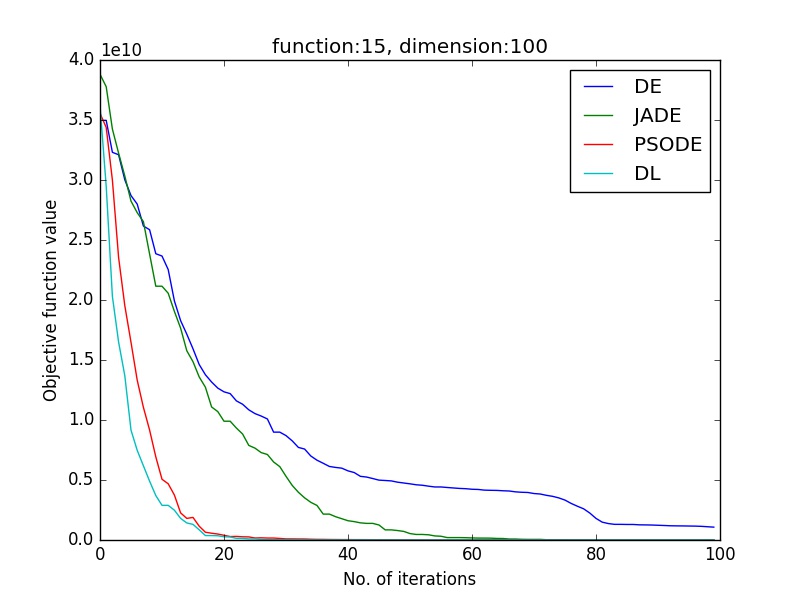 function:15, dimension:100
1e10
4.0
3.5
3.0
2.5
2.0
1.5
1.0
0.5
0.0
Objective function value
DE
JADE
PSODE
DL
0 20 40 60 80 100
No. of iterations